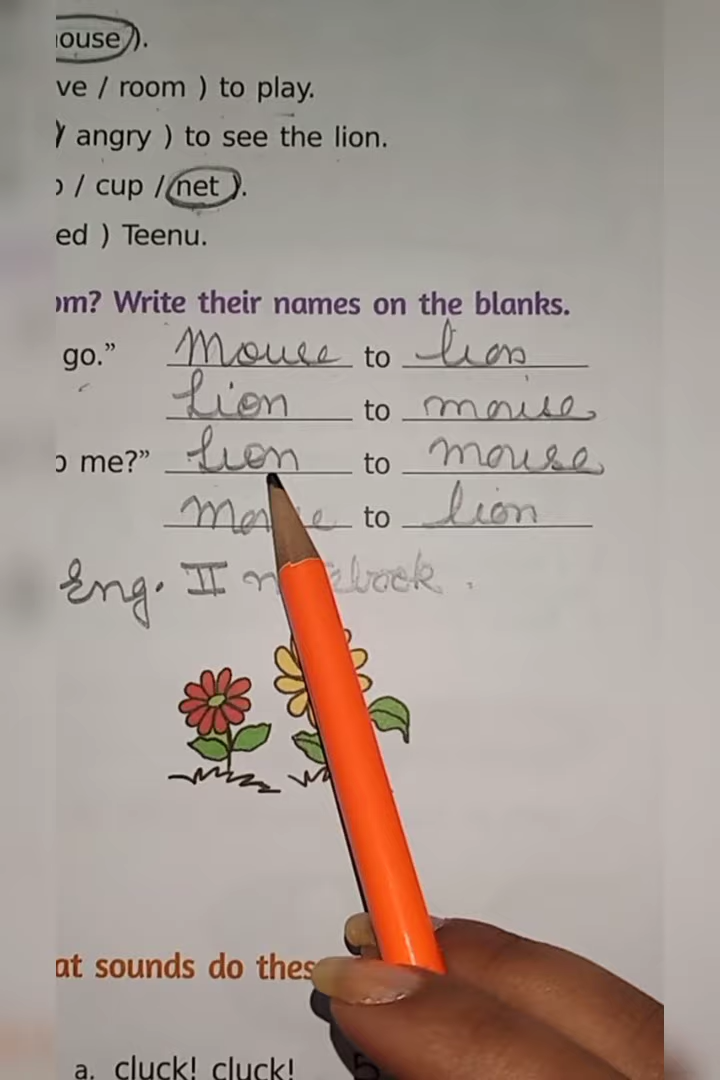 ouse ).
ve / room ) to play.
angry ) to see the lion.
/ cup / net ).
ed ) Teenu.
om? Write their names on the blanks.
go.” Mouse to lion
Lion to mouse
o me?” Lion to mouse
to lion
Eng. II
at sounds do thes
a. cluck! cluck!